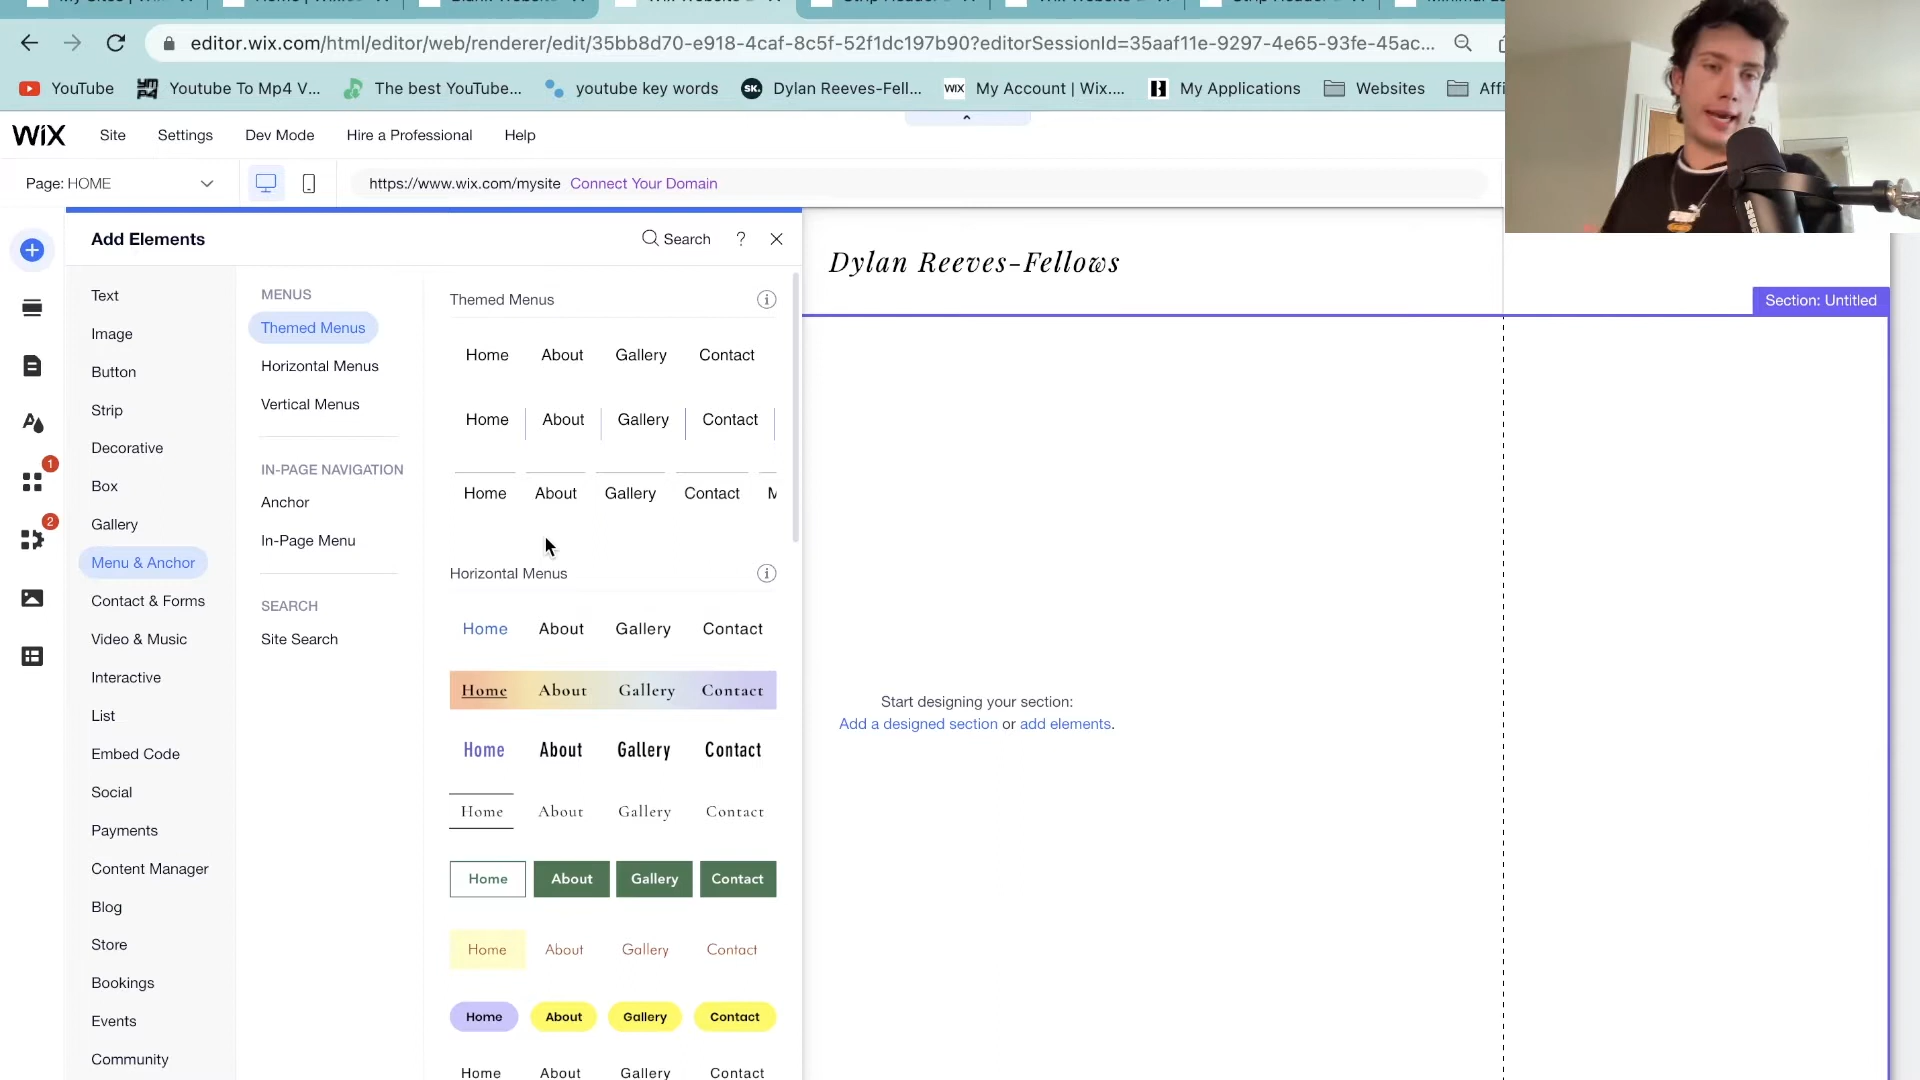 editor.wix.com/html/editor/web/renderer/edit/35bb8d70-e918-4caf-8c5f-52f1dc197b90?editorSessionId=35aaf11e-9297-4e65-93fe-45ac...
YouTube
Youtube To Mp4 V...
The best YouTube...
youtube key words
SK.
Dylan Reeves-Fell...
WIX
My Account | Wix....
My Applications
Websites
Affi
WIX
Site
Settings
Dev Mode
Hire a Professional
Help
Page: HOME
https://www.wix.com/mysite Connect Your Domain
Add Elements
Search
?
1
2
Text
Image
Button
Strip
Decorative
Box
Gallery
Menu & Anchor
Contact & Forms
Video & Music
Interactive
List
Embed Code
Social
Payments
Content Manager
Blog
Store
Bookings
Events
Community
MENUS
Themed Menus
Horizontal Menus
Vertical Menus
IN-PAGE NAVIGATION
Anchor
In-Page Menu
SEARCH
Site Search
Themed Menus
Home About Gallery Contact
Home About Gallery Contact
Home About Gallery Contact M
Horizontal Menus
Home About Gallery Contact
Home About Gallery Contact
Home About Gallery Contact
Home About Gallery Contact
Home About Gallery Contact
Home About Gallery Contact
Home About Gallery Contact
Home About Gallery Contact
Dylan Reeves-Fellows
Section: Untitled
Start designing your section:
Add a designed section or add elements.